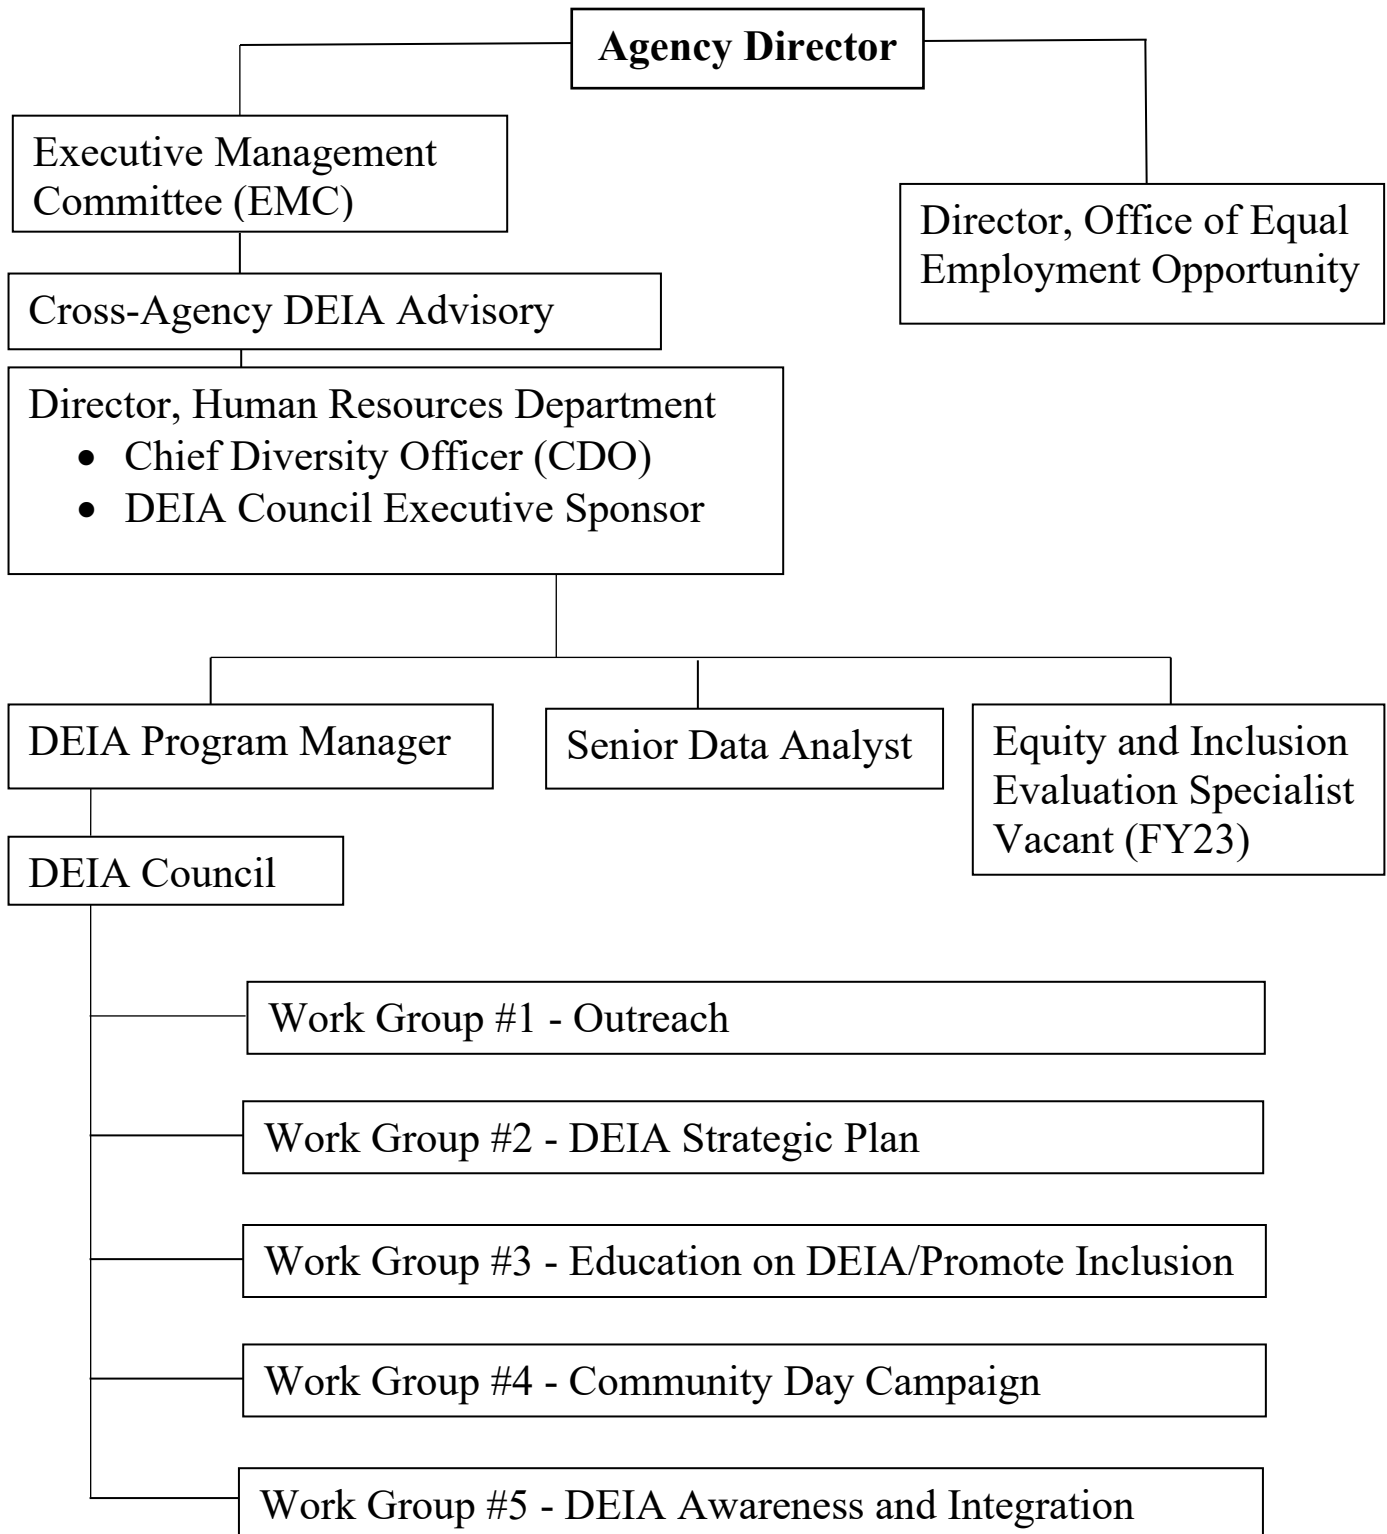 Agency Director
Executive Management
Committee (EMC)
Director, Office of Equal
Employment Opportunity
Cross-Agency DEIA Advisory
Director, Human Resources Department
• Chief Diversity Officer (CDO)
• DEIA Council Executive Sponsor
DEIA Program Manager
Senior Data Analyst
Equity and Inclusion
Evaluation Specialist
Vacant (FY23)
DEIA Council
Work Group #1 - Outreach
Work Group #2 - DEIA Strategic Plan
Work Group #3 - Education on DEIA/Promote Inclusion
Work Group #4 - Community Day Campaign
Work Group #5 - DEIA Awareness and Integration